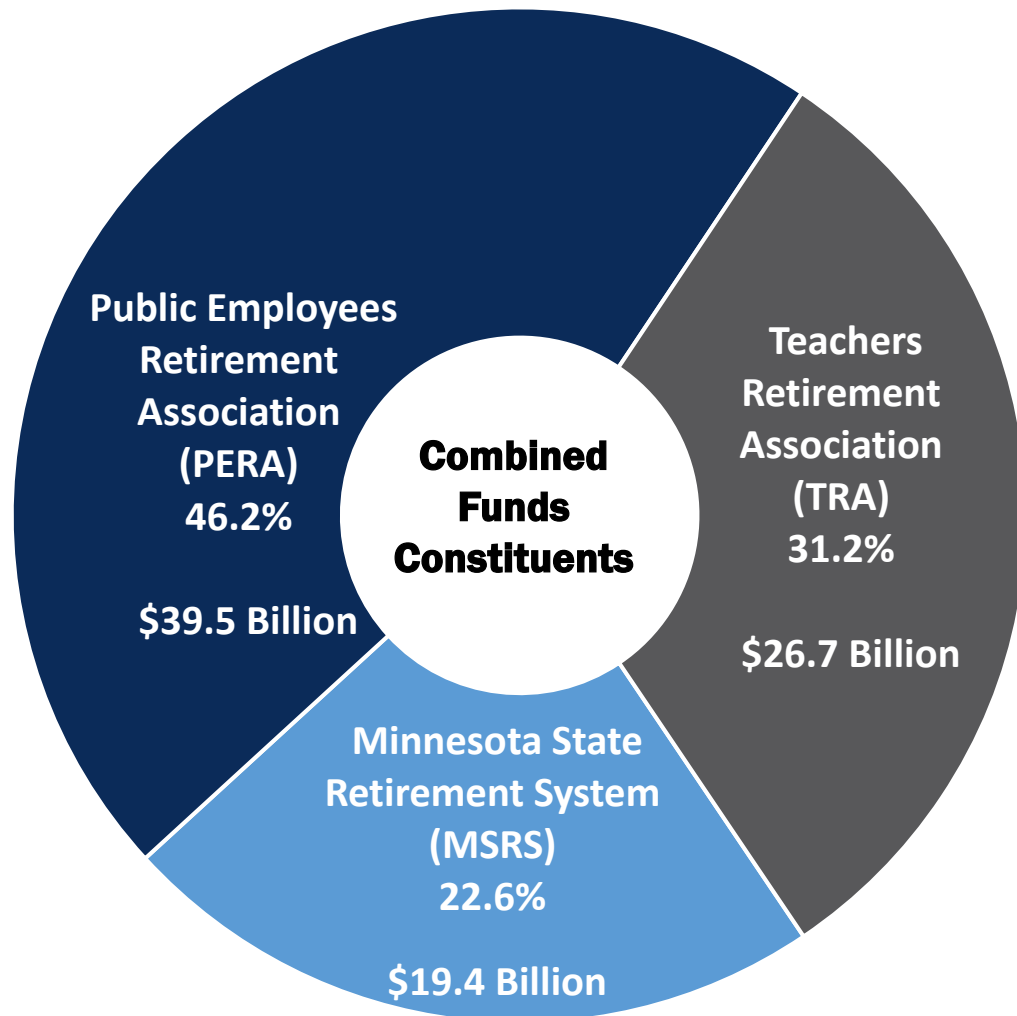 Public Employees
Retirement
Association
(PERA)
46.2%
$39.5 Billion
Combined
Funds
Constituents
Teachers
Retirement
Association
(TRA)
31.2%
$26.7 Billion
Minnesota State
Retirement System
(MSRS)
22.6%
$19.4 Billion